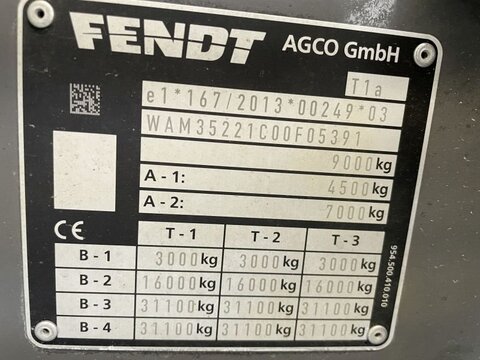 FENDT AGCO GmbH
T1a
e1*167/2013*00249*03
WAM35221C00F05391
9000kg
A - 1: 4500kg
A - 2: 7000kg
CE T - 1 T - 2 T - 3
B - 1 3000kg 3000kg 3000kg
B - 2 16000kg 16000kg 16000kg
B - 3 31100kg 31100kg 31100kg
B - 4 31100kg 31100kg 31100kg
954.500.410.010